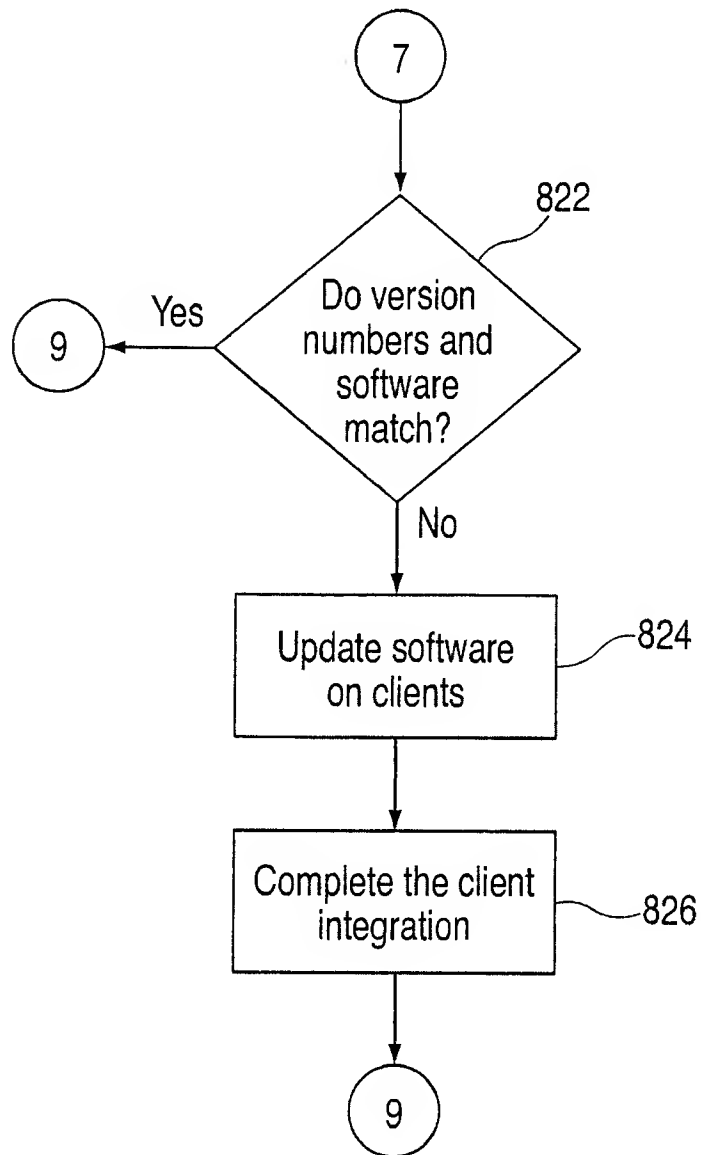 7
822
Do version
numbers and
software
match?
Yes
9
No
Update software
on clients
824
Complete the client
integration
826
9